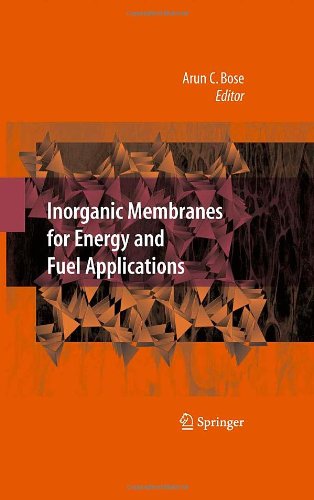 Arun C. Bose
Editor
Inorganic Membranes
for Energy and
Fuel Applications
Springer